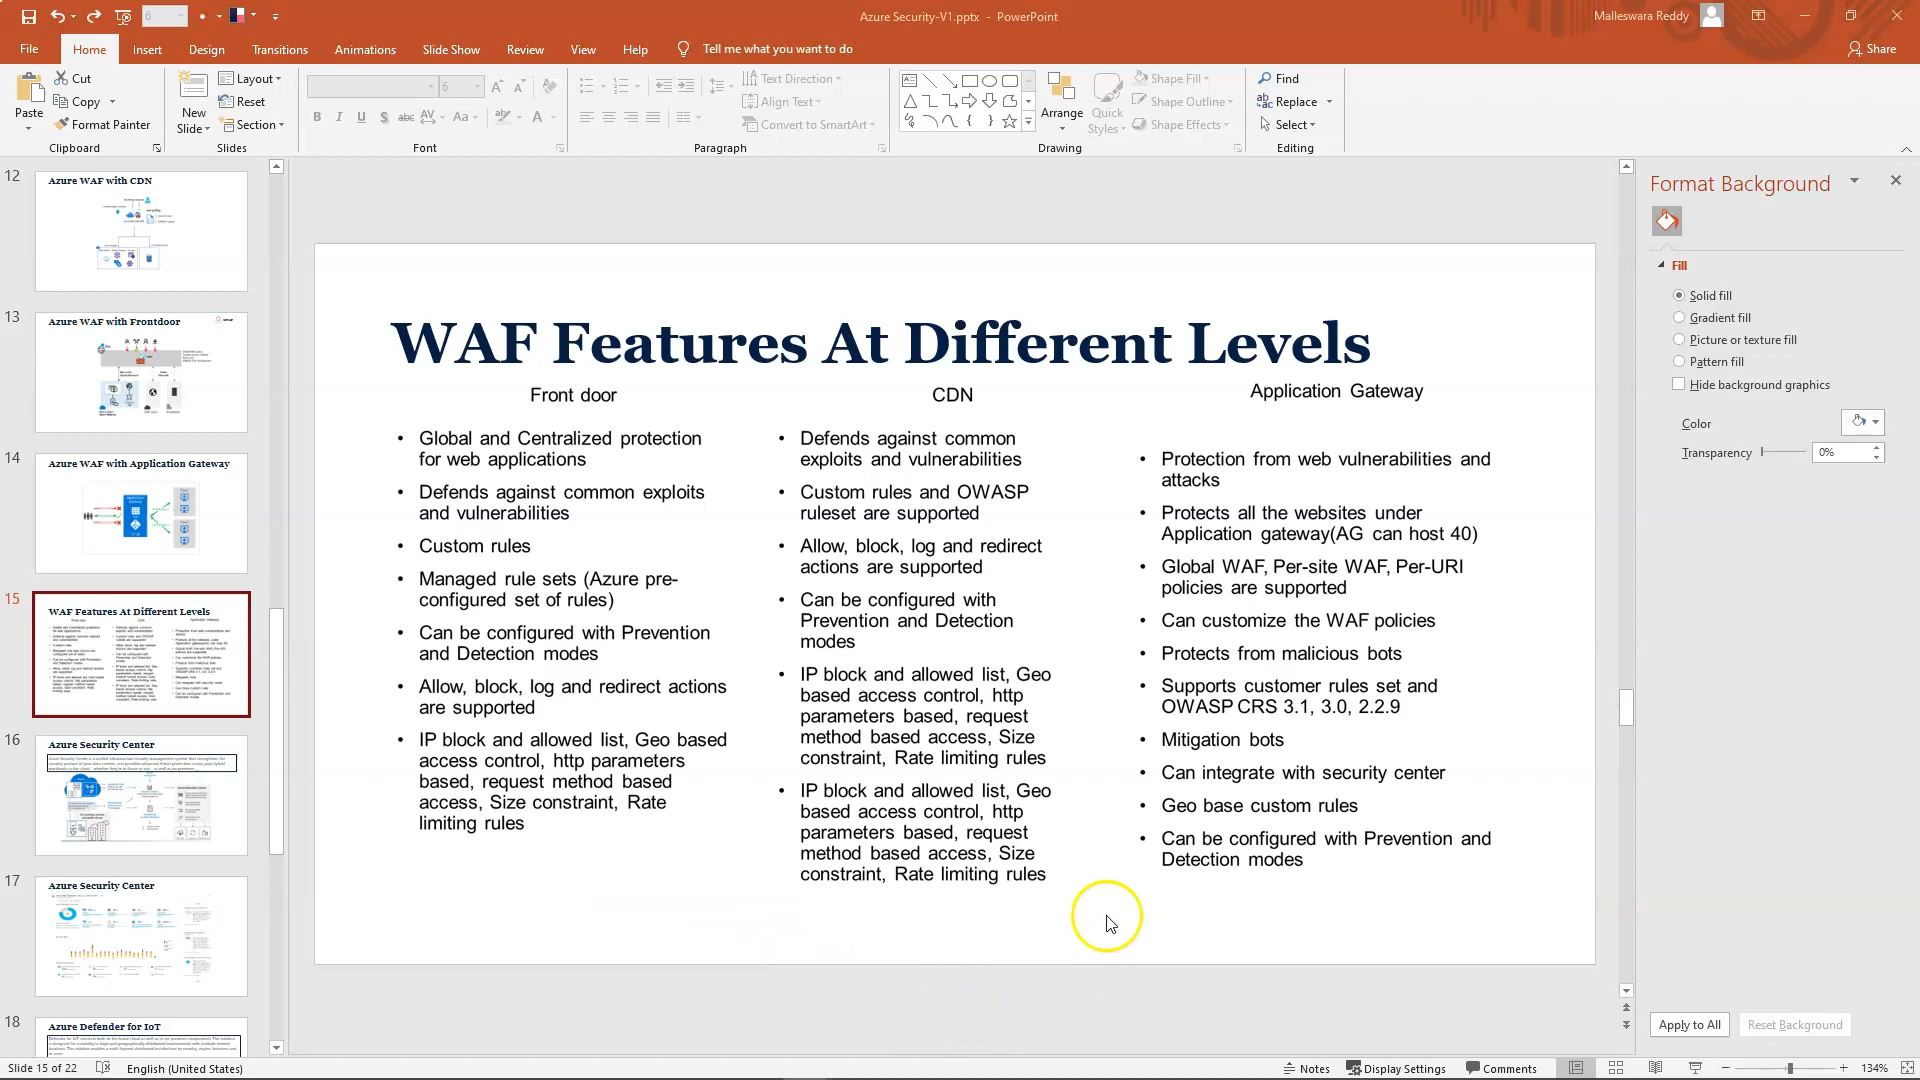 6
Azure Security-V1.pptx - PowerPoint
Malleswara Reddy
File
Home
Insert
Design
Transitions
Animations
Slide Show
Review
View
Help
Tell me what you want to do
Share
Paste
Cut
Copy
Format Painter
Clipboard
New
Slide
Layout
Reset
Section
Slides
6
Font
Text Direction
Align Text
Convert to SmartArt
Paragraph
Arrange
Quick
Styles
Shape Fill
Shape Outline
Shape Effects
Drawing
Find
Replace
Select
Editing
12
Azure WAF with CDN
13
Azure WAF with Frontdoor
14
Azure WAF with Application Gateway
15
WAF Features At Different Levels
16
Azure Security Center
17
Azure Security Center
18
Azure Defender for IoT
WAF Features At Different Levels
Front door
• Global and Centralized protection
for web applications
• Defends against common exploits
and vulnerabilities
• Custom rules
• Managed rule sets (Azure pre-
configured set of rules)
• Can be configured with Prevention
and Detection modes
• Allow, block, log and redirect actions
are supported
• IP block and allowed list, Geo based
access control, http parameters
based, request method based
access, Size constraint, Rate
limiting rules
CDN
• Defends against common
exploits and vulnerabilities
• Custom rules and OWASP
ruleset are supported
• Allow, block, log and redirect
actions are supported
• Can be configured with
Prevention and Detection
modes
• IP block and allowed list, Geo
based access control, http
parameters based, request
method based access, Size
constraint, Rate limiting rules
• IP block and allowed list, Geo
based access control, http
parameters based, request
method based access, Size
constraint, Rate limiting rules
Application Gateway
• Protection from web vulnerabilities and
attacks
• Protects all the websites under
Application gateway(AG can host 40)
• Global WAF, Per-site WAF, Per-URI
policies are supported
• Can customize the WAF policies
• Protects from malicious bots
• Supports customer rules set and
OWASP CRS 3.1, 3.0, 2.2.9
• Mitigation bots
• Can integrate with security center
• Geo base custom rules
• Can be configured with Prevention and
Detection modes
Format Background
Fill
Solid fill
Gradient fill
Picture or texture fill
Pattern fill
Hide background graphics
Color
Transparency
0%
Apply to All
Reset Background
Slide 15 of 22
English (United States)
Notes
Display Settings
Comments
134%